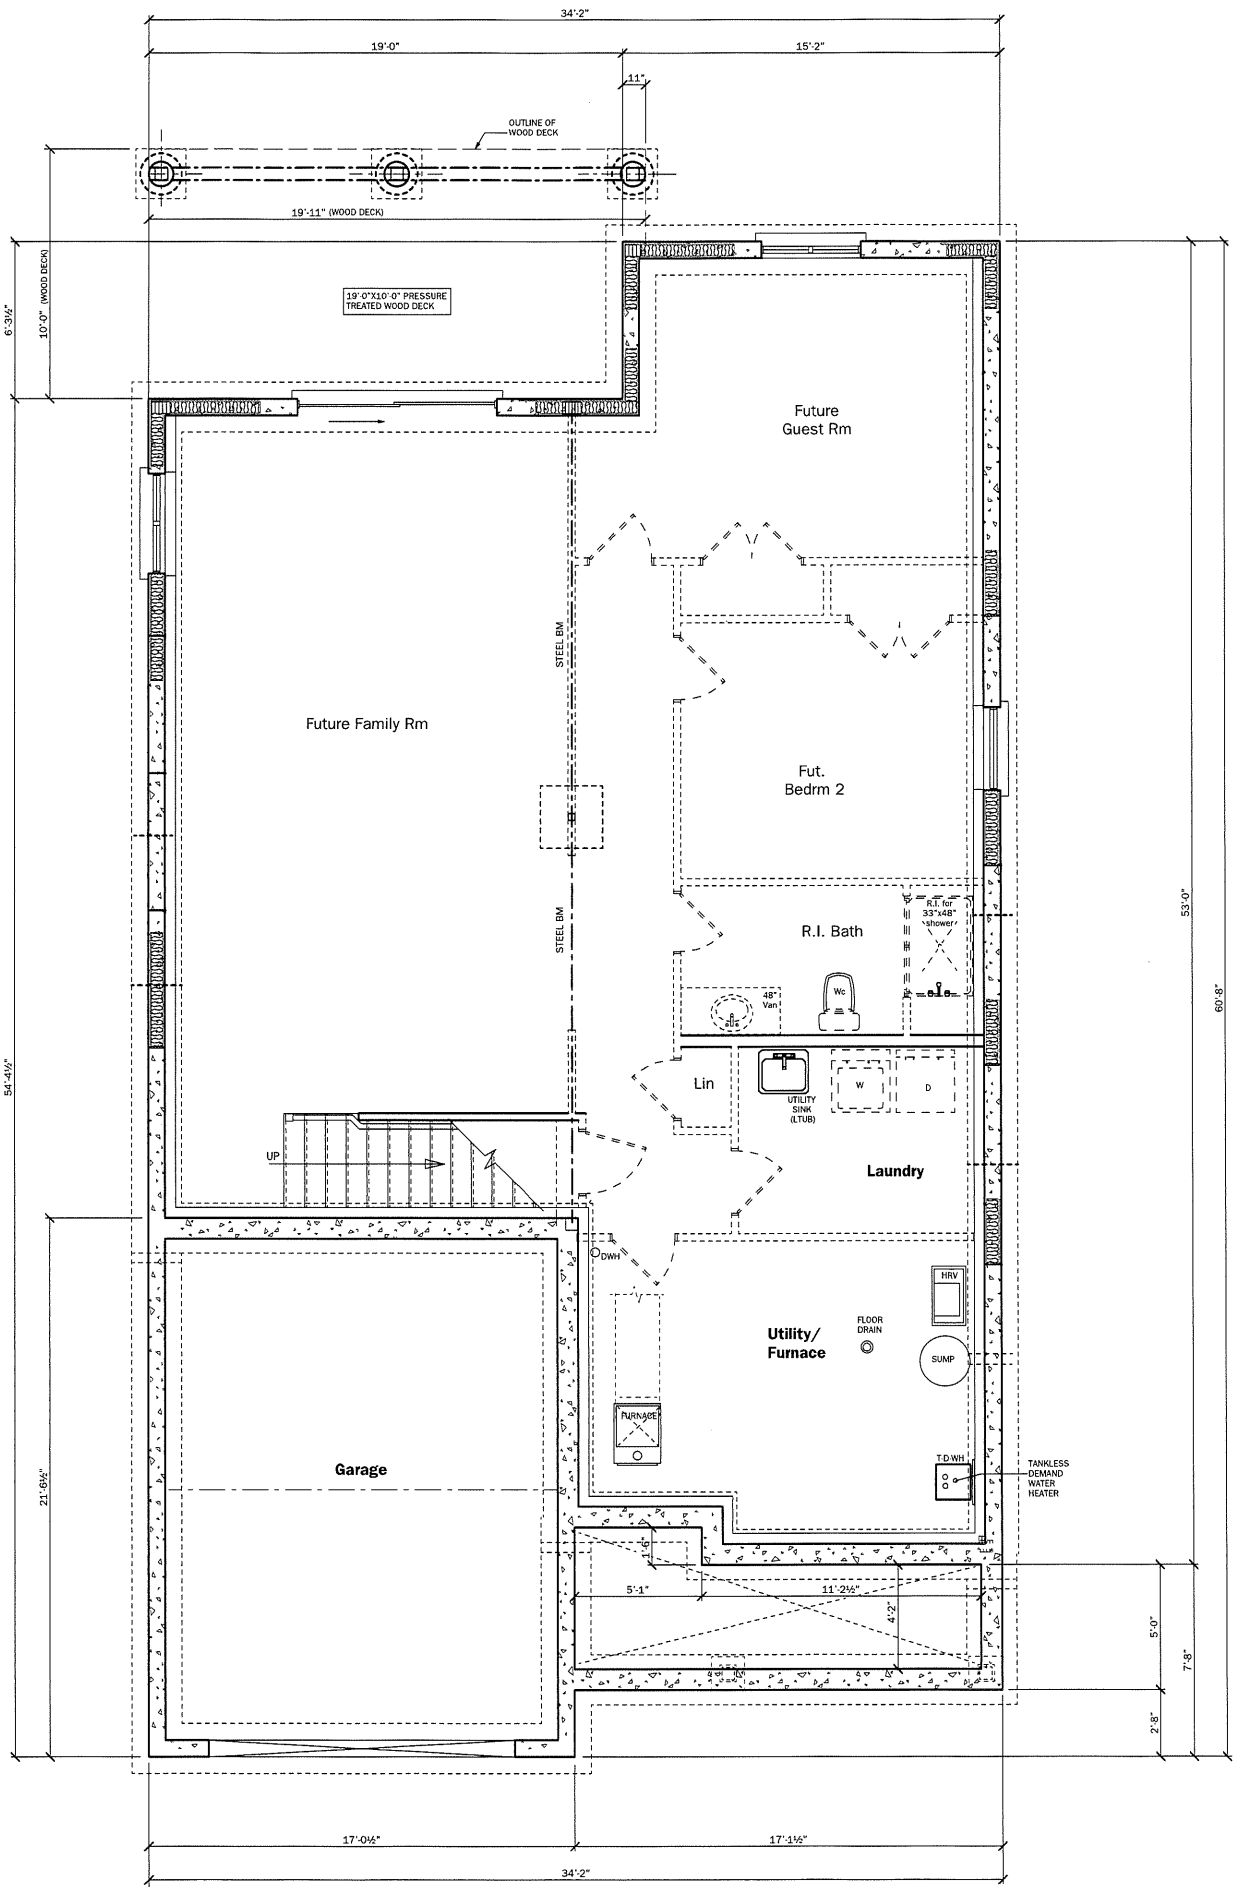 34'-2"
19'-0"
15'-2"
11"
OUTLINE OF
WOOD DECK
19'-11" (WOOD DECK)
6'-3½"
10'-0" (WOOD DECK)
19'-0"X10'-0" PRESSURE
TREATED WOOD DECK
Future
Guest Rm
STEEL BM
Future Family Rm
Fut.
Bedrm 2
53'-0"
60'-8"
54'-4½"
STEEL BM
R.I. Bath
R.I. for
33"x48"
shower
48"
Van
Wc
Lin
UTILITY
SINK
(LTUB)
W
D
UP
Laundry
DWH
HRV
FLOOR
DRAIN
Utility/
Furnace
SUMP
FURNACE
Garage
21'-6½"
T-D-WH
TANKLESS
DEMAND
WATER
HEATER
1'-6"
5'-1"
11'-2½"
4'-2"
5'-0"
7'-8"
2'-8"
17'-0½"
17'-1½"
34'-2"